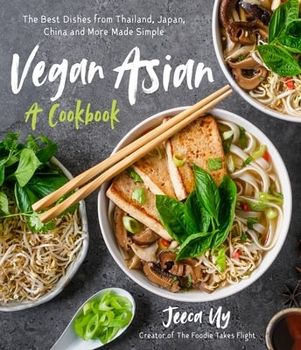 The Best Dishes from Thailand, Japan,
China and More Made Simple
Vegan Asian
A Cookbook
Jeeca Uy
Creator of The Foodie Takes Flight